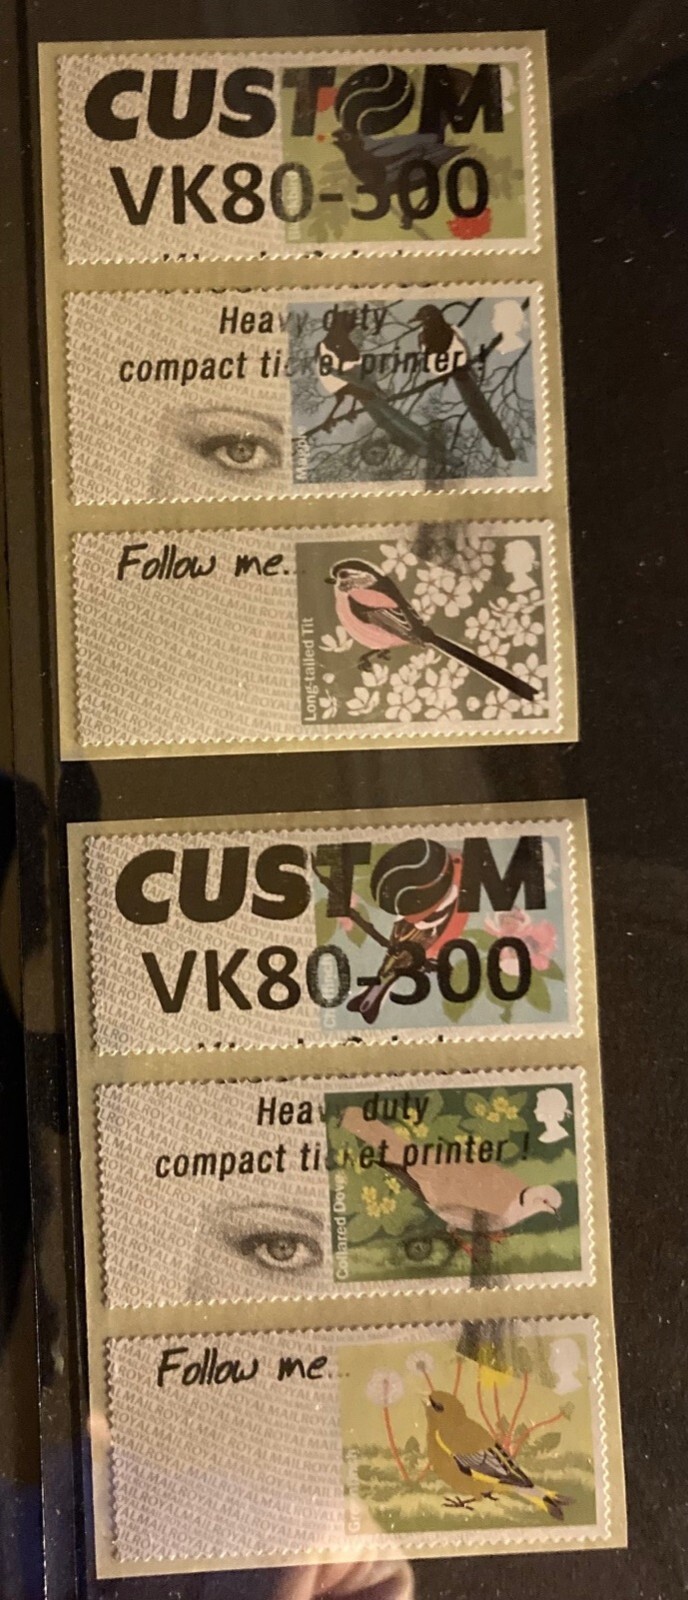 CUSTOM
VK80-300
Heavy duty
compact ticket printer !
Magpie
Follow me...
Long-tailed Tit
CUSTOM
VK80-300
Heavy duty
compact ticket printer !
Collared Dove
Follow me...
Greenfinch